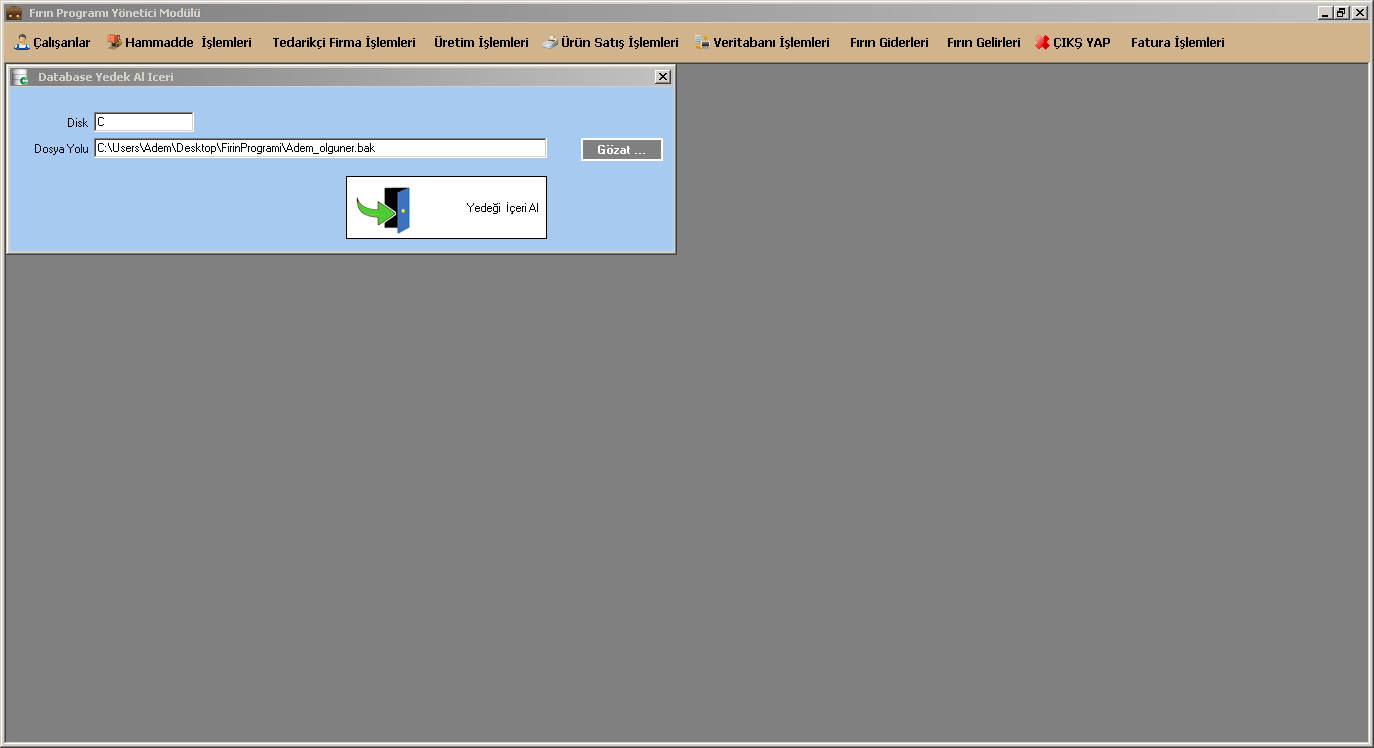 Fırın Programı Yönetici Modülü
Çalışanlar Hammadde İşlemleri Tedarikçi Firma İşlemleri Üretim İşlemleri Ürün Satış İşlemleri Veritabanı İşlemleri Fırın Giderleri Fırın Gelirleri ÇIKŞ YAP Fatura İşlemleri
Database Yedek Al Iceri
Disk C
Dosya Yolu C:\Users\Adem\Desktop\FirinProgrami\Adem_olguner.bak Gözat ...
Yedeği İçeri Al